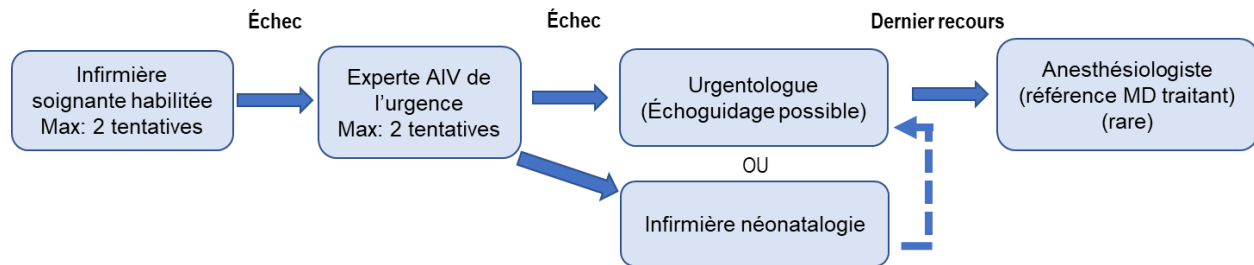 Échec
Échec
Dernier recours
Infirmière
soignante habilitée
Max: 2 tentatives
Experte AIV de
l'urgence
Max: 2 tentatives
Urgentologue
(Échoguidage possible)
Anesthésiologiste
(référence MD traitant)
(rare)
OU
Infirmière néonatalogie